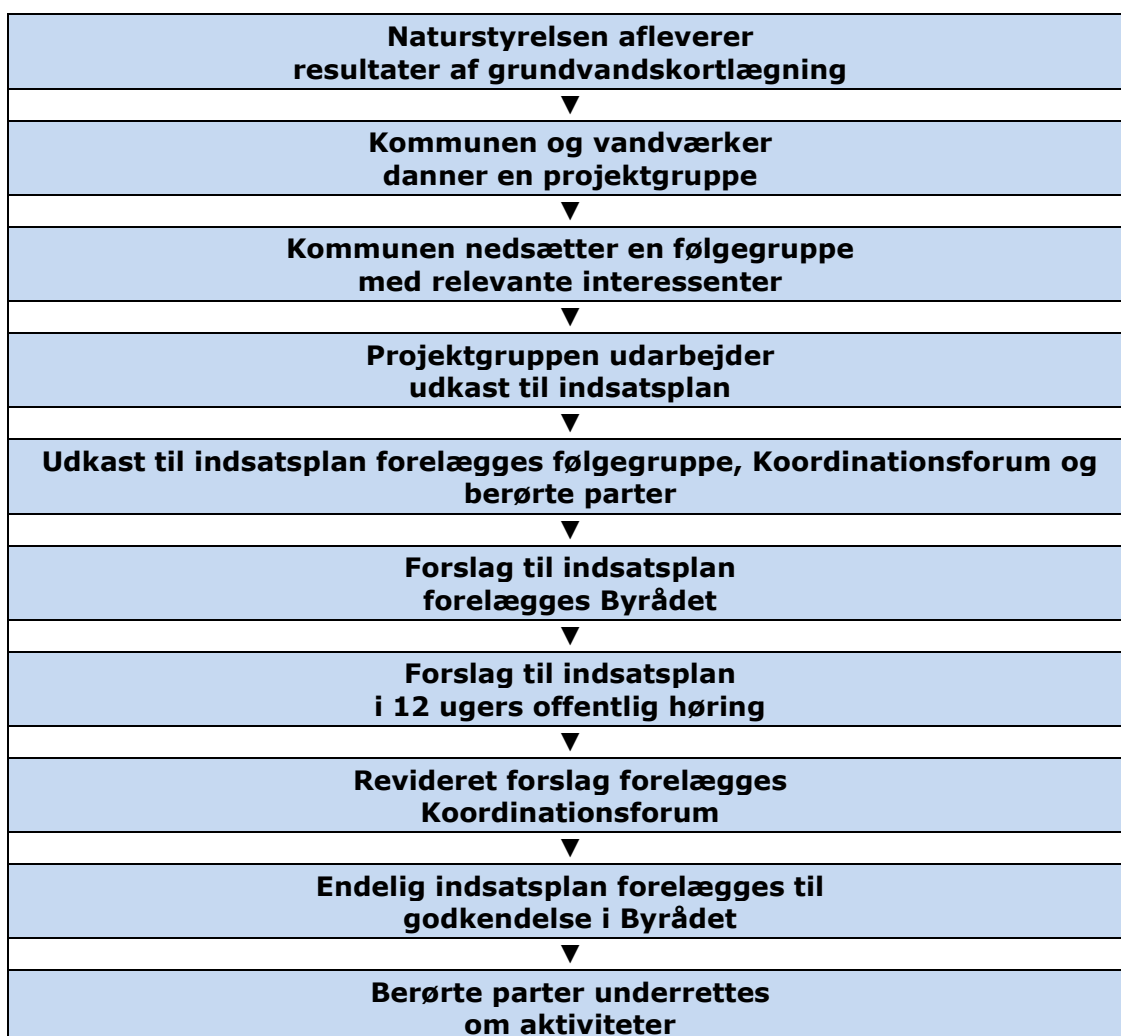 Naturstyrelsen afleverer
resultater af grundvandskortlægning
▼
Kommunen og vandværker
danner en projektgruppe
▼
Kommunen nedsætter en følgegruppe
med relevante interessenter
▼
Projektgruppen udarbejder
udkast til indsatsplan
▼
Udkast til indsatsplan forelægges følgegruppe, Koordinationsforum og
berørte parter
▼
Forslag til indsatsplan
forelægges Byrådet
▼
Forslag til indsatsplan
i 12 ugers offentlig høring
▼
Revideret forslag forelægges
Koordinationsforum
▼
Endelig indsatsplan forelægges til
godkendelse i Byrådet
▼
Berørte parter underrettes
om aktiviteter